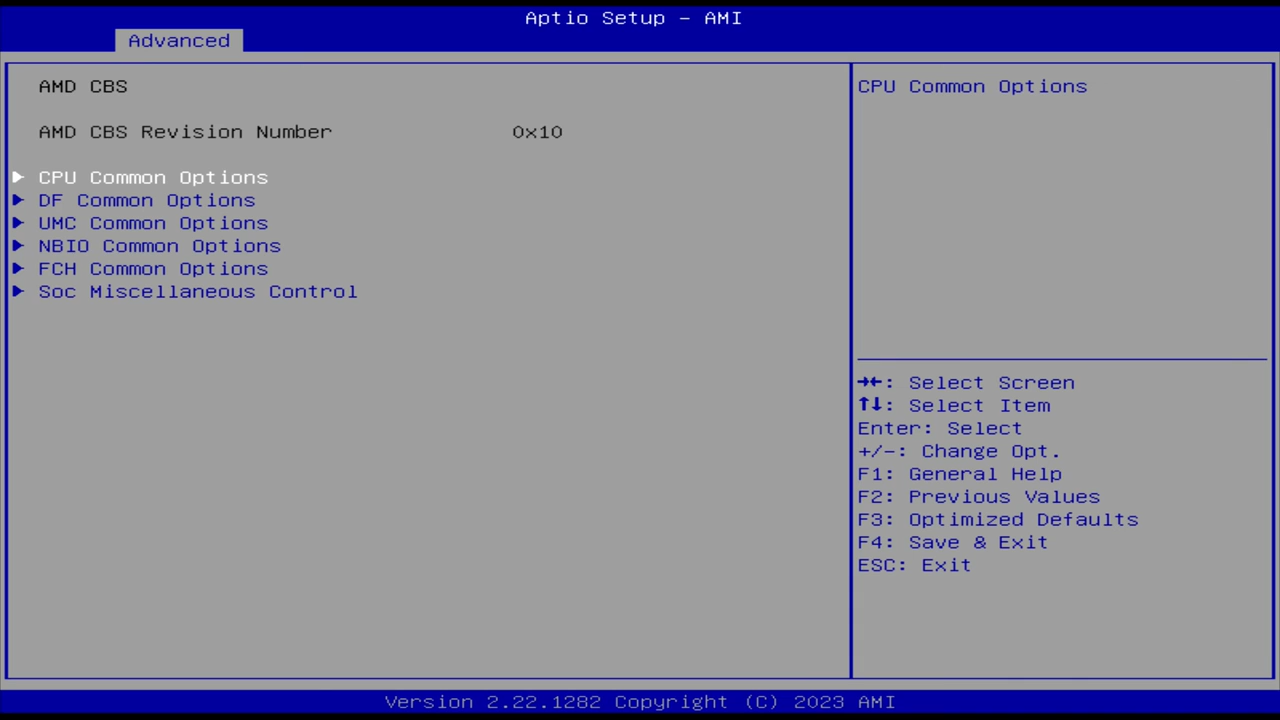 Aptio Setup - AMI
Advanced
AMD CBS
AMD CBS Revision Number 0x10
► CPU Common Options
► DF Common Options
► UMC Common Options
► NBIO Common Options
► FCH Common Options
► Soc Miscellaneous Control
CPU Common Options
→←: Select Screen
↑↓: Select Item
Enter: Select
+/-: Change Opt.
F1: General Help
F2: Previous Values
F3: Optimized Defaults
F4: Save & Exit
ESC: Exit
Version 2.22.1282 Copyright (C) 2023 AMI